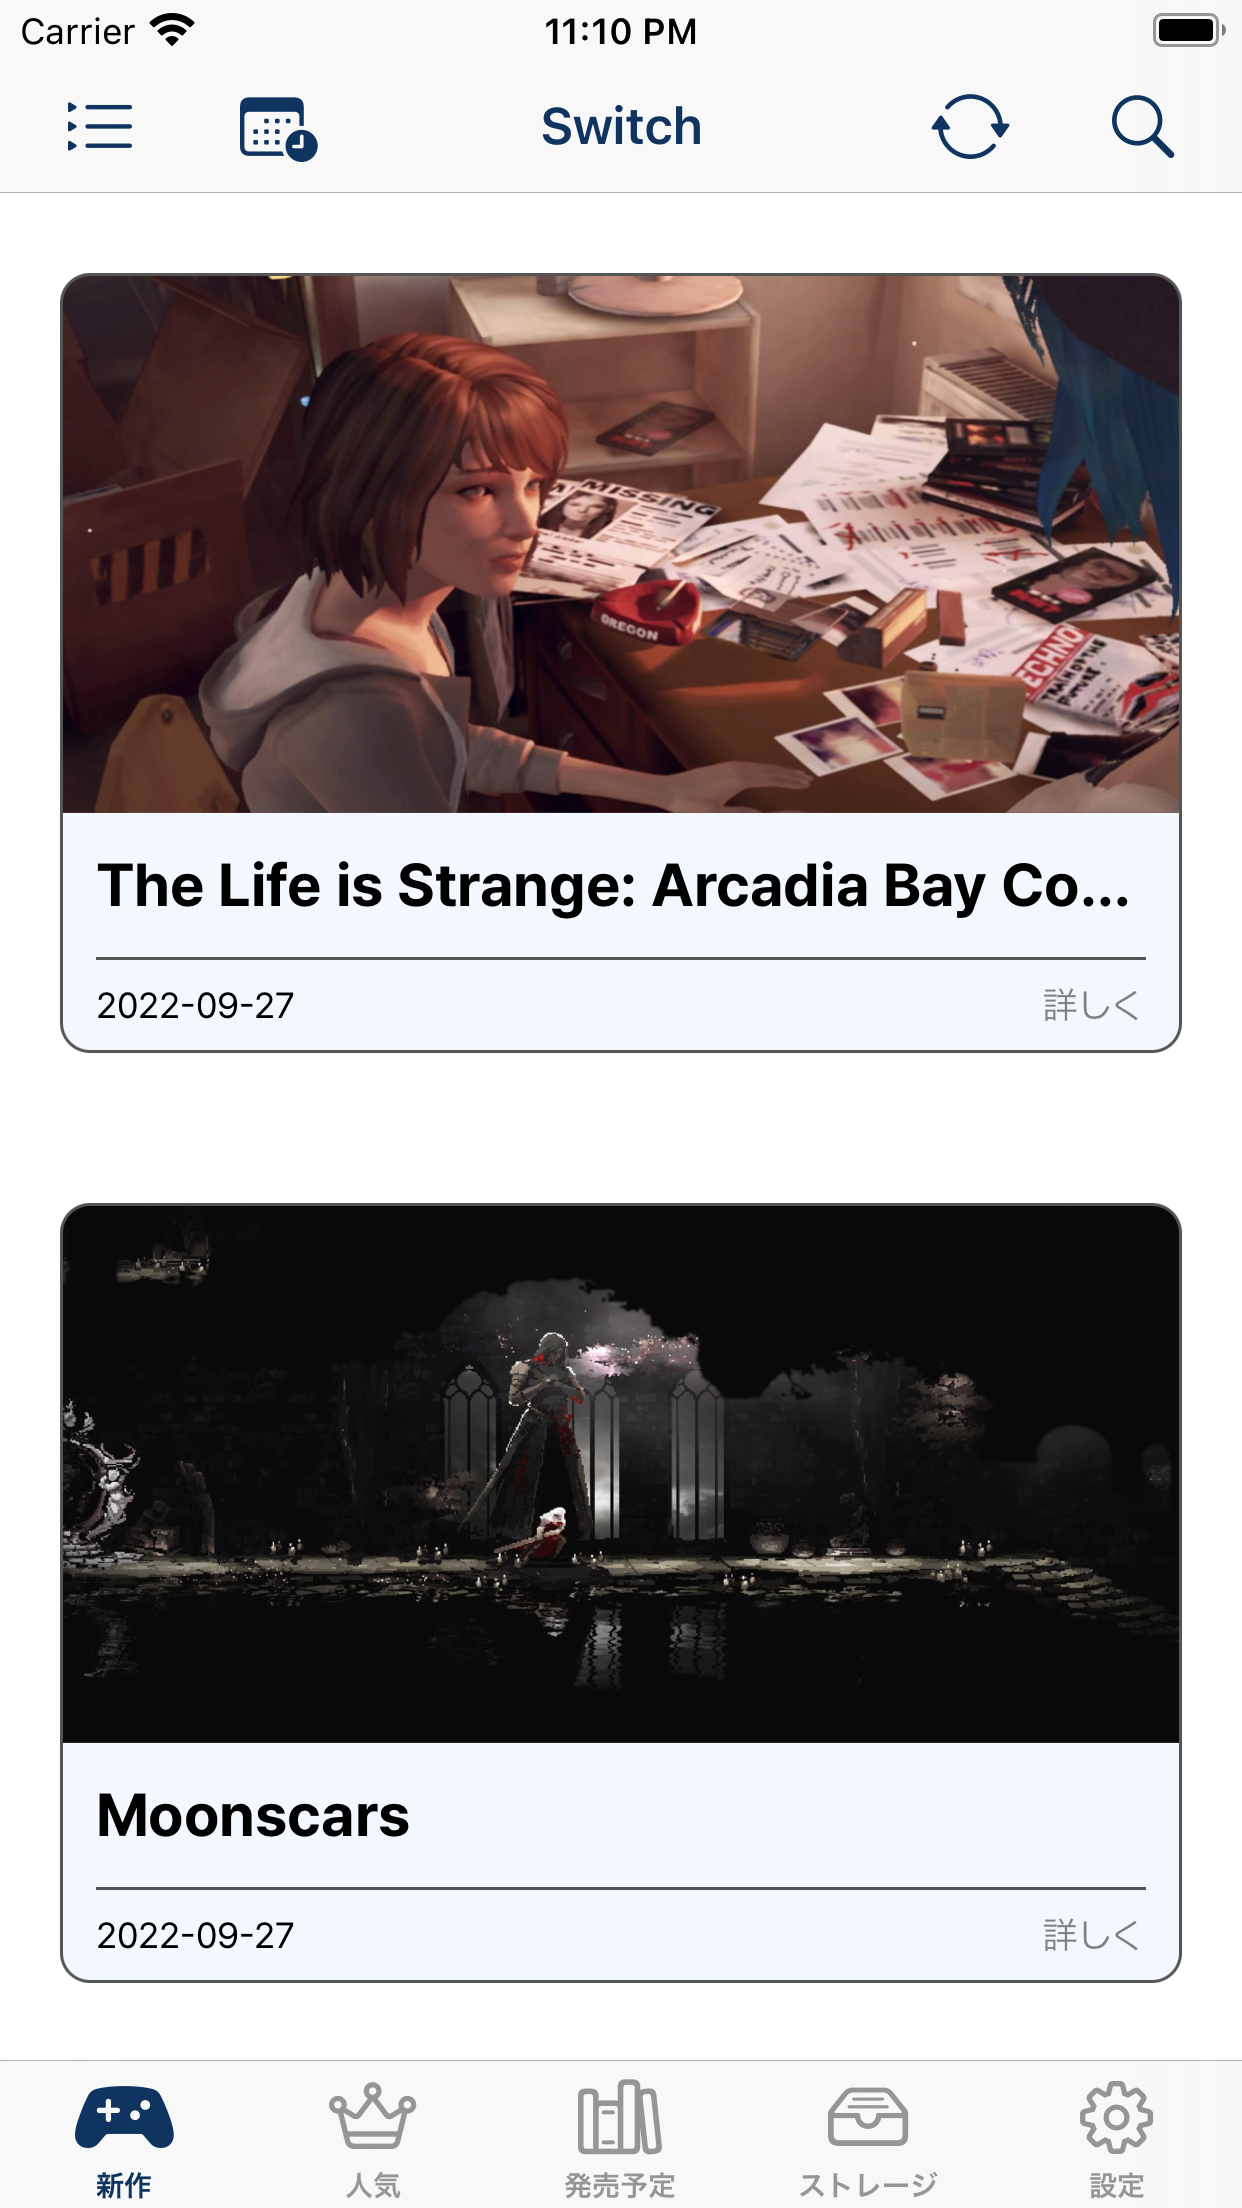 Carrier 11:10 PM
Switch
MISSING
OREGON
TECHNO
The Life is Strange: Arcadia Bay Co...
2022-09-27 詳しく
Moonscars
2022-09-27 詳しく
新作 人気 発売予定 ストレージ 設定